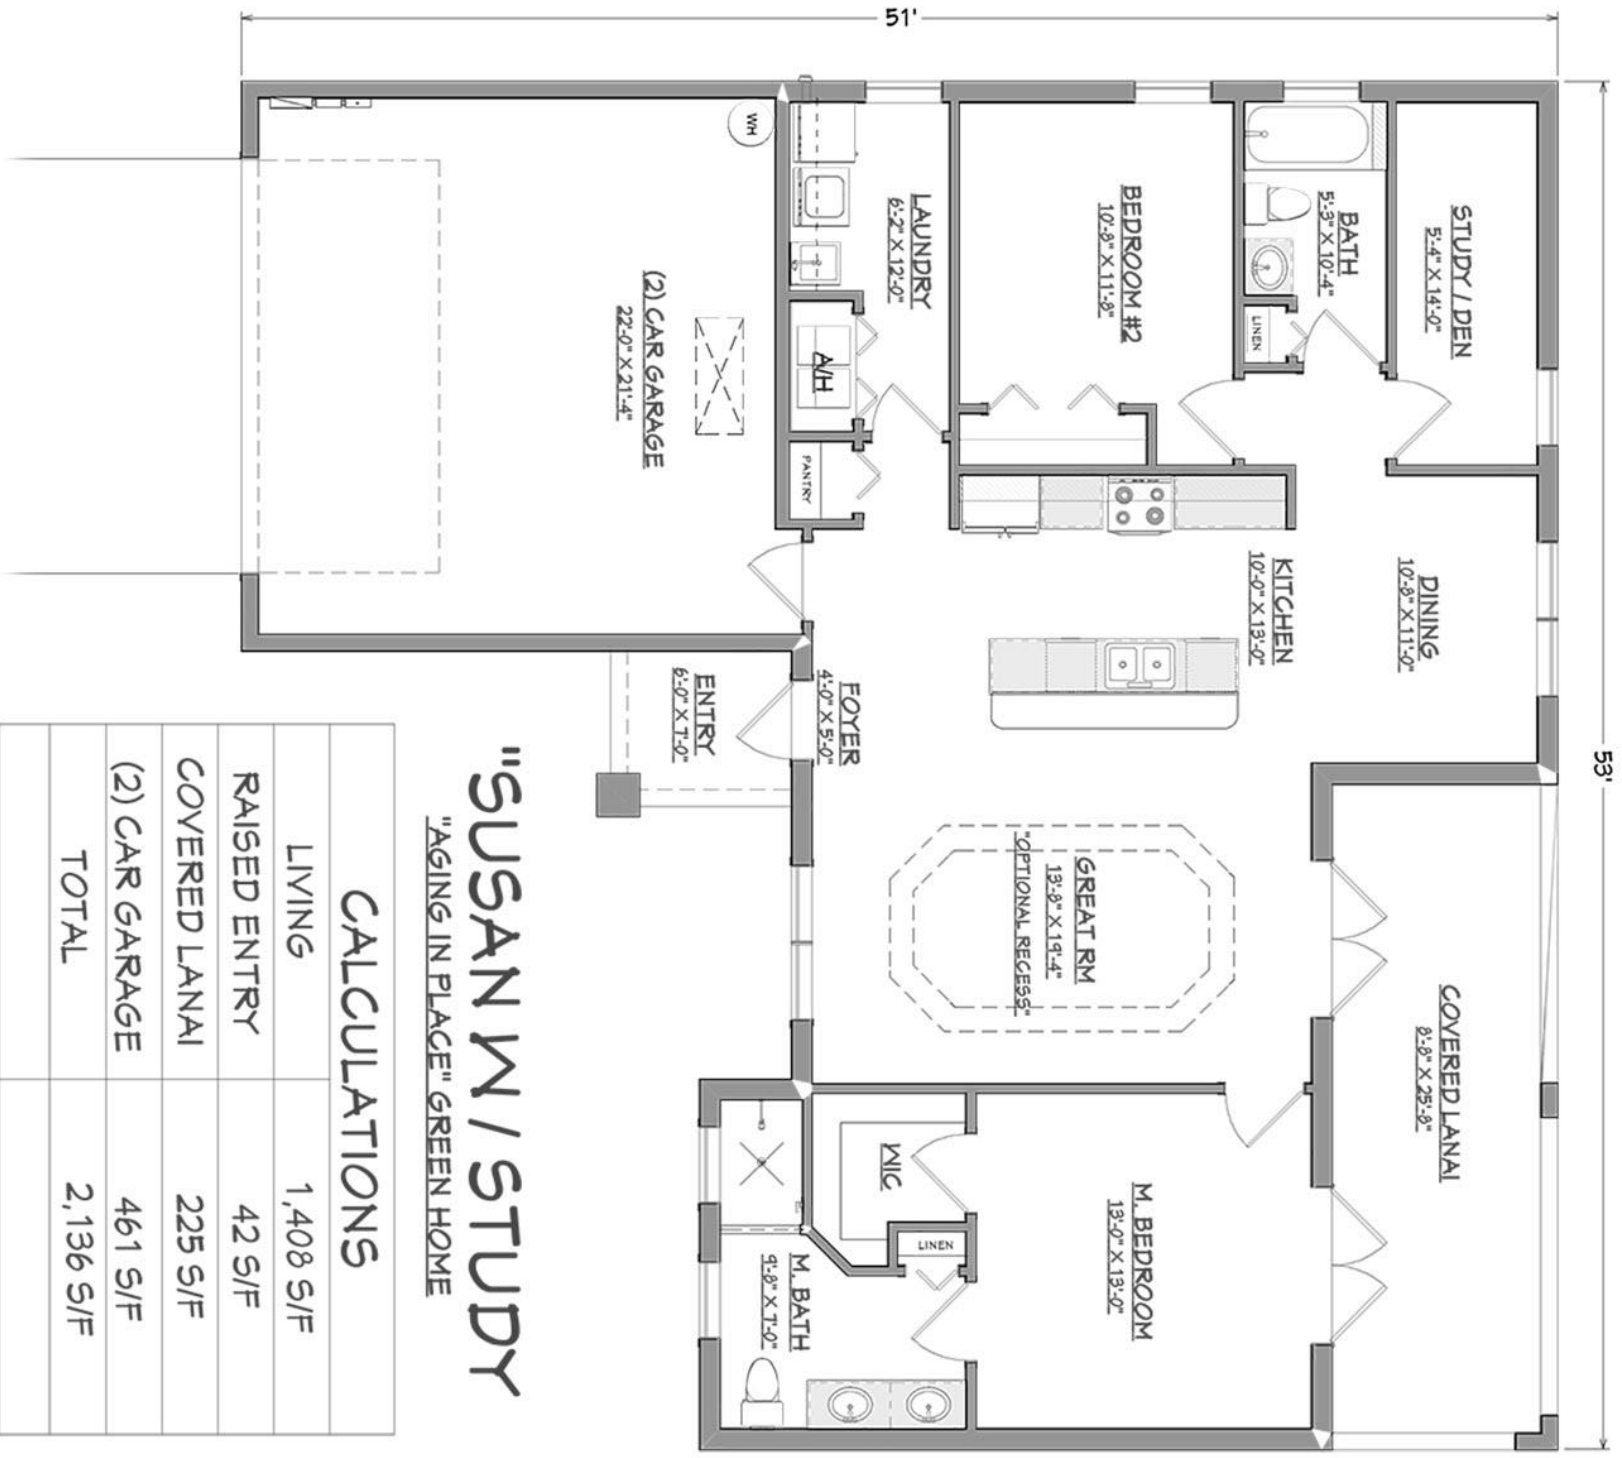 53'
51'
STUDY / DEN
5'-4" X 14'-0"
DINING
10'-8" X 11'-0"
COVERED LANAI
8'-8" X 25'-8"
BATH
5'-3" X 10'-4"
LINEN
KITCHEN
10'-0" X 13'-0"
BEDROOM #2
10'-8" X 11'-8"
GREAT RM
13'-8" X 19'-4"
"OPTIONAL RECESS"
M. BEDROOM
13'-0" X 13'-0"
LAUNDRY
6'-2" X 12'-0"
A/H
PANTRY
FOYER
4'-0" X 5'-0"
WIC
LINEN
M. BATH
9'-8" X 7'-0"
WH
ENTRY
6'-0" X 7'-0"
(2) CAR GARAGE
22'-0" X 21'-4"
"SUSAN W / STUDY
"AGING IN PLACE" GREEN HOME
CALCULATIONS
LIVING 1,408 S/F
RAISED ENTRY 42 S/F
COVERED LANAI 225 S/F
(2) CAR GARAGE 461 S/F
TOTAL 2,136 S/F